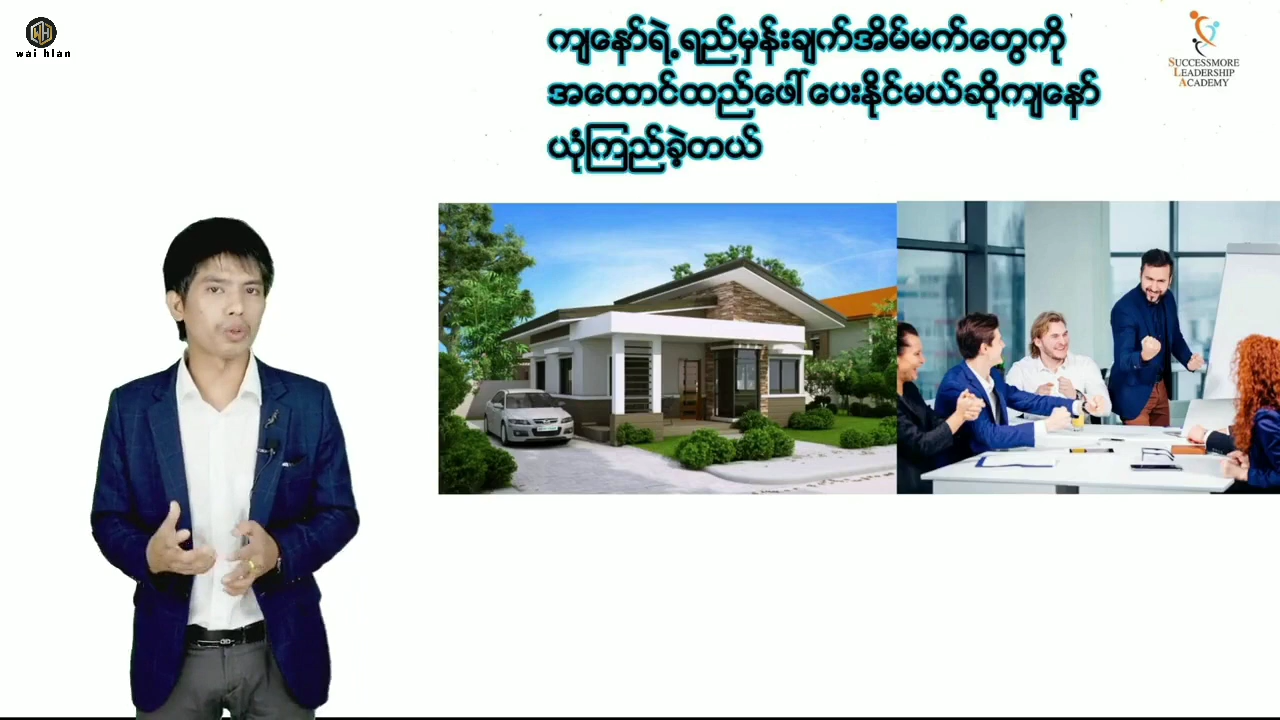 wai hlan
ကျနော်ရဲ့ ရည်မှန်းချက်အိမ်မက်တွေကို
အထောင်ထည်ဖေါ် ပေးနိုင်မယ်ဆိုကျနော်
ယုံကြည်ခဲ့တယ်
SUCCESSMORE
LEADERSHIP
ACADEMY